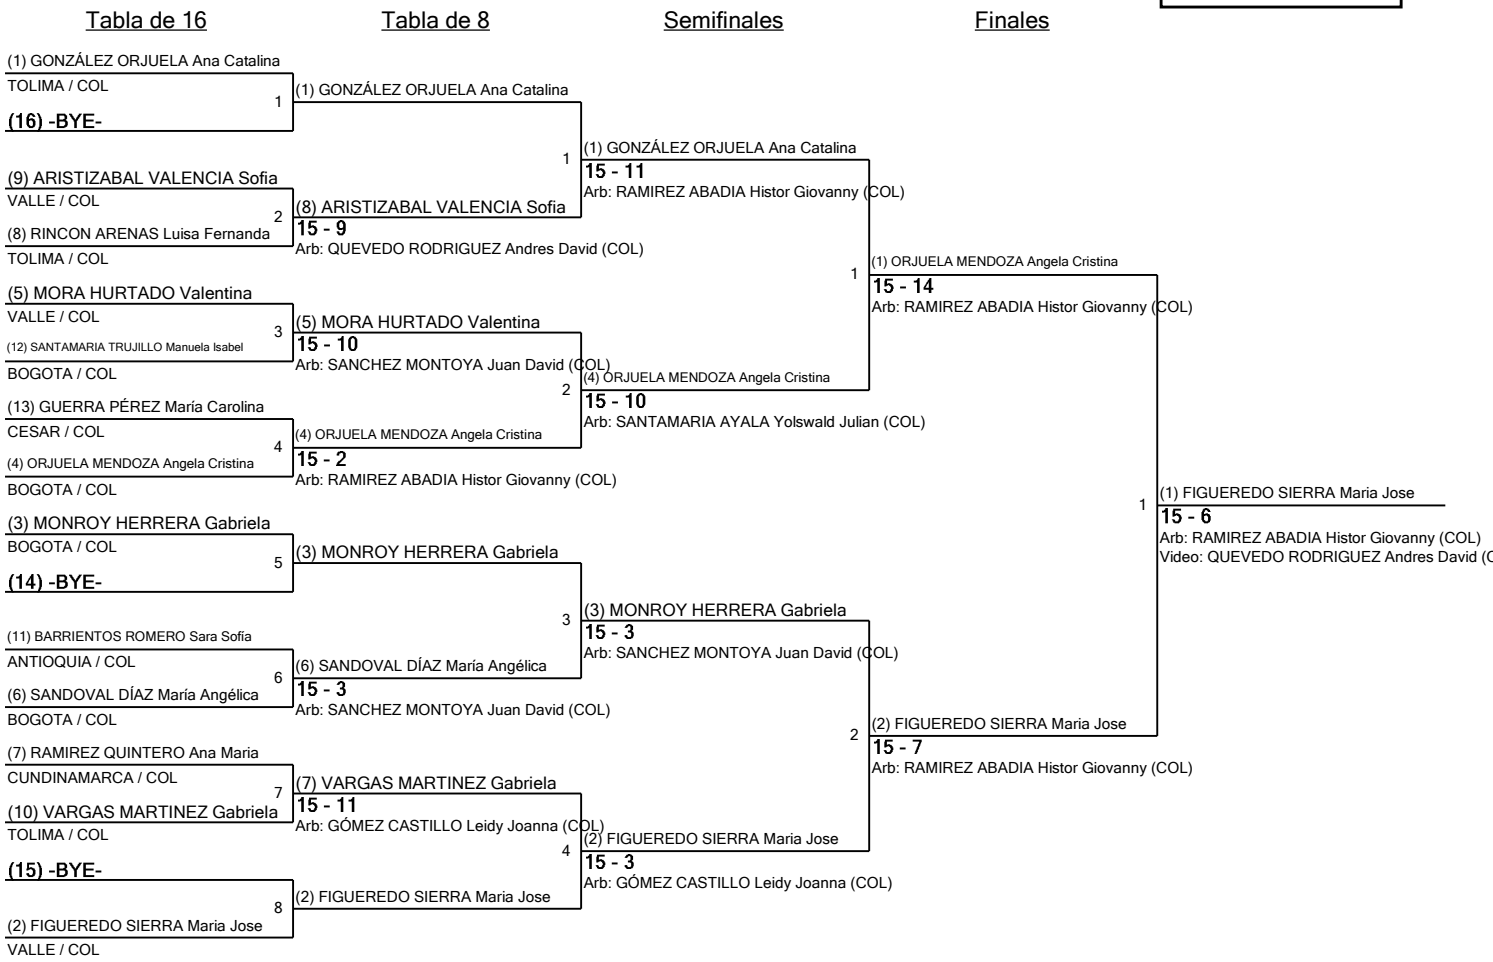 Tabla de 16
Tabla de 8
Semifinales
Finales
(1) GONZÁLEZ ORJUELA Ana Catalina
TOLIMA / COL
1
(16) -BYE-
(9) ARISTIZABAL VALENCIA Sofia
VALLE / COL
2
(8) RINCON ARENAS Luisa Fernanda
TOLIMA / COL
(5) MORA HURTADO Valentina
VALLE / COL
3
(12) SANTAMARIA TRUJILLO Manuela Isabel
BOGOTA / COL
(13) GUERRA PÉREZ María Carolina
CESAR / COL
4
(4) ORJUELA MENDOZA Angela Cristina
BOGOTA / COL
(3) MONROY HERRERA Gabriela
BOGOTA / COL
5
(14) -BYE-
(11) BARRIENTOS ROMERO Sara Sofía
ANTIOQUIA / COL
6
(6) SANDOVAL DÍAZ María Angélica
BOGOTA / COL
(7) RAMIREZ QUINTERO Ana Maria
CUNDINAMARCA / COL
7
(10) VARGAS MARTINEZ Gabriela
TOLIMA / COL
(15) -BYE-
8
(2) FIGUEREDO SIERRA Maria Jose
VALLE / COL
(1) GONZÁLEZ ORJUELA Ana Catalina
1
(8) ARISTIZABAL VALENCIA Sofia
15 - 9
Arb: QUEVEDO RODRIGUEZ Andres David (COL)
(5) MORA HURTADO Valentina
15 - 10
Arb: SANCHEZ MONTOYA Juan David (COL)
2
(4) ORJUELA MENDOZA Angela Cristina
15 - 2
Arb: RAMIREZ ABADIA Histor Giovanny (COL)
(3) MONROY HERRERA Gabriela
3
(6) SANDOVAL DÍAZ María Angélica
15 - 3
Arb: SANCHEZ MONTOYA Juan David (COL)
(7) VARGAS MARTINEZ Gabriela
15 - 11
Arb: GÓMEZ CASTILLO Leidy Joanna (COL)
4
(2) FIGUEREDO SIERRA Maria Jose
(1) GONZÁLEZ ORJUELA Ana Catalina
15 - 11
Arb: RAMIREZ ABADIA Histor Giovanny (COL)
1
(4) ORJUELA MENDOZA Angela Cristina
15 - 10
Arb: SANTAMARIA AYALA Yolswald Julian (COL)
(3) MONROY HERRERA Gabriela
15 - 3
Arb: SANCHEZ MONTOYA Juan David (COL)
2
(2) FIGUEREDO SIERRA Maria Jose
15 - 3
Arb: GÓMEZ CASTILLO Leidy Joanna (COL)
(1) ORJUELA MENDOZA Angela Cristina
15 - 14
Arb: RAMIREZ ABADIA Histor Giovanny (COL)
1
(2) FIGUEREDO SIERRA Maria Jose
15 - 7
Arb: RAMIREZ ABADIA Histor Giovanny (COL)
(1) FIGUEREDO SIERRA Maria Jose
15 - 6
Arb: RAMIREZ ABADIA Histor Giovanny (COL)
Video: QUEVEDO RODRIGUEZ Andres David (